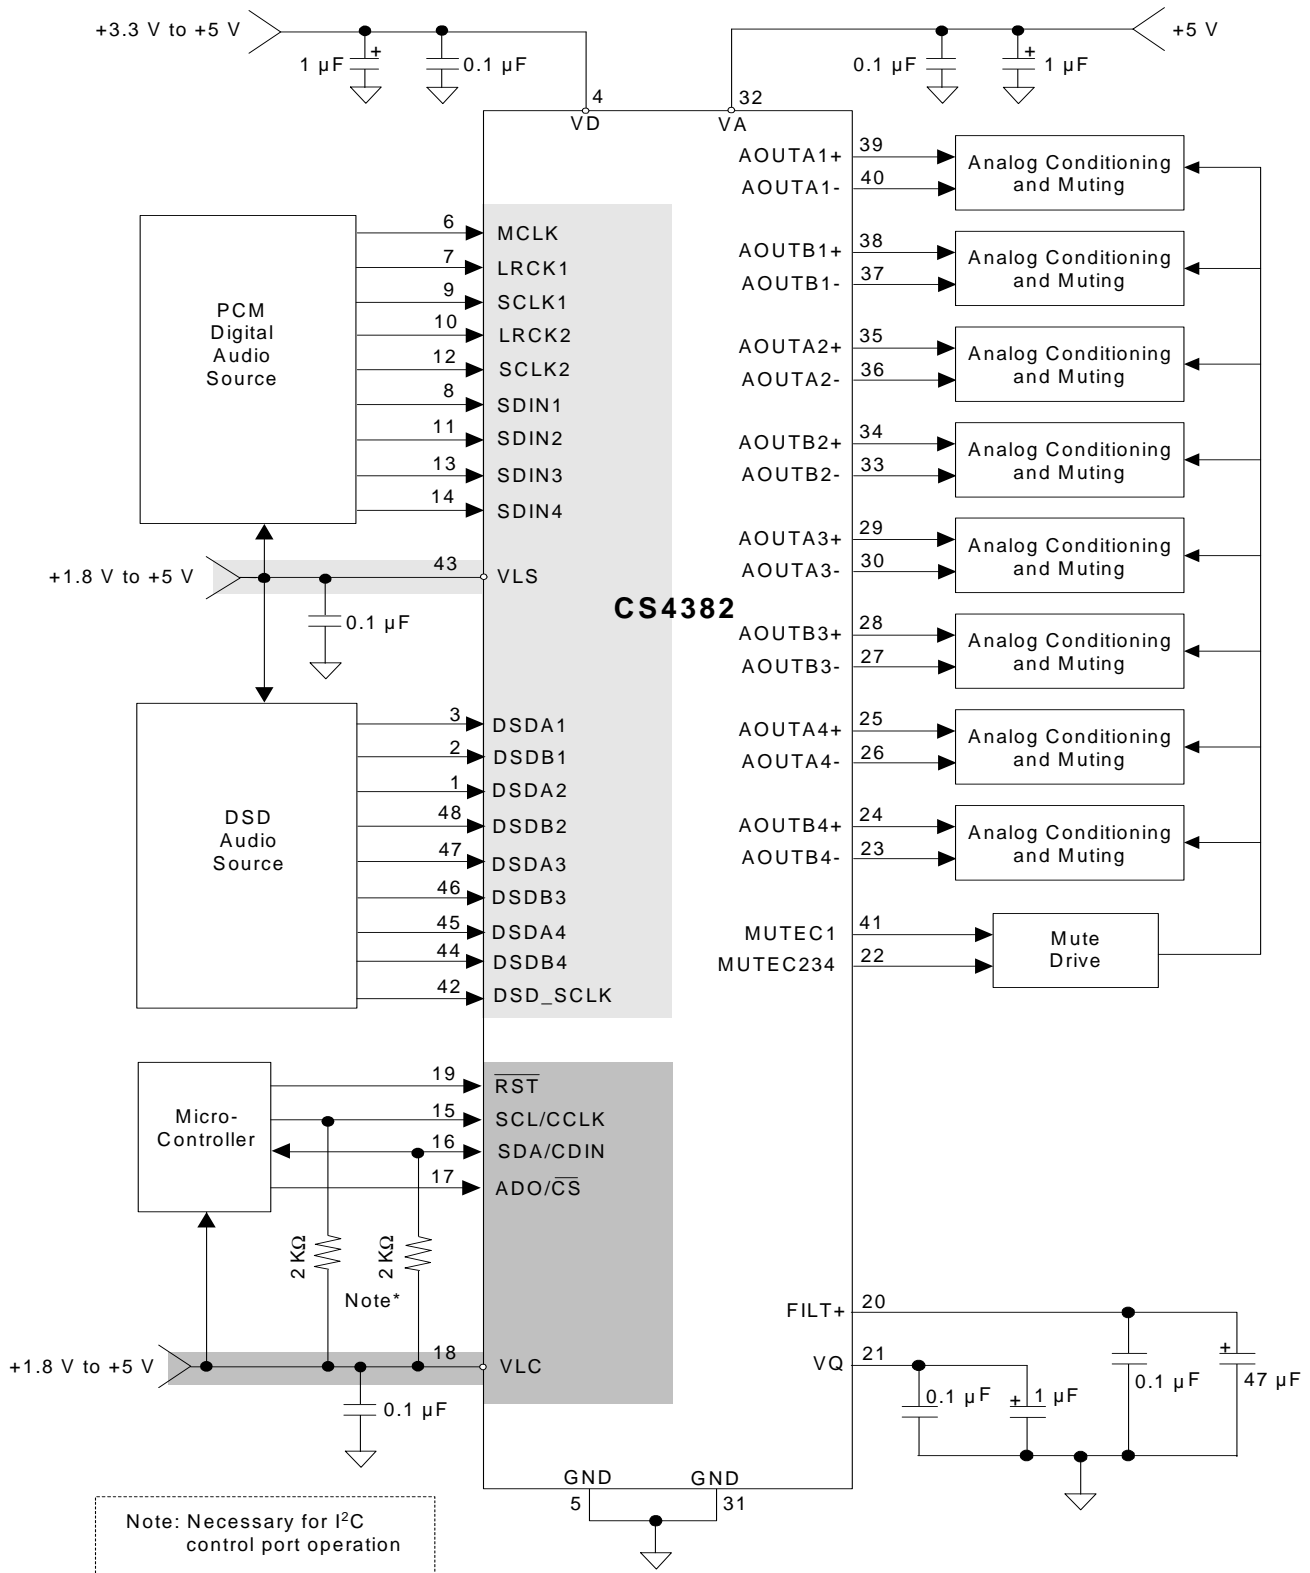 +3.3 V to +5 V
1 µF
+
0.1 µF
0.1 µF
+
1 µF
+5 V
4
VD
32
VA
PCM
Digital
Audio
Source
6
MCLK
7
LRCK1
9
SCLK1
10
LRCK2
12
SCLK2
8
SDIN1
11
SDIN2
13
SDIN3
14
SDIN4
+1.8 V to +5 V
43
VLS
0.1 µF
CS4382
DSD
Audio
Source
3
DSDA1
2
DSDB1
1
DSDA2
48
DSDB2
47
DSDA3
46
DSDB3
45
DSDA4
44
DSDB4
42
DSD_SCLK
Micro-
Controller
19
RST
15
SCL/CCLK
16
SDA/CDIN
17
ADO/CS
2 KΩ
2 KΩ
Note*
+1.8 V to +5 V
18
VLC
0.1 µF
AOUTA1+
39
AOUTA1-
40
Analog Conditioning
and Muting
AOUTB1+
38
AOUTB1-
37
Analog Conditioning
and Muting
AOUTA2+
35
AOUTA2-
36
Analog Conditioning
and Muting
AOUTB2+
34
AOUTB2-
33
Analog Conditioning
and Muting
AOUTA3+
29
AOUTA3-
30
Analog Conditioning
and Muting
AOUTB3+
28
AOUTB3-
27
Analog Conditioning
and Muting
AOUTA4+
25
AOUTA4-
26
Analog Conditioning
and Muting
AOUTB4+
24
AOUTB4-
23
Analog Conditioning
and Muting
MUTEC1
41
MUTEC234
22
Mute
Drive
FILT+
20
VQ
21
0.1 µF
+
1 µF
0.1 µF
+
47 µF
GND
5
GND
31
Note: Necessary for I²C
control port operation